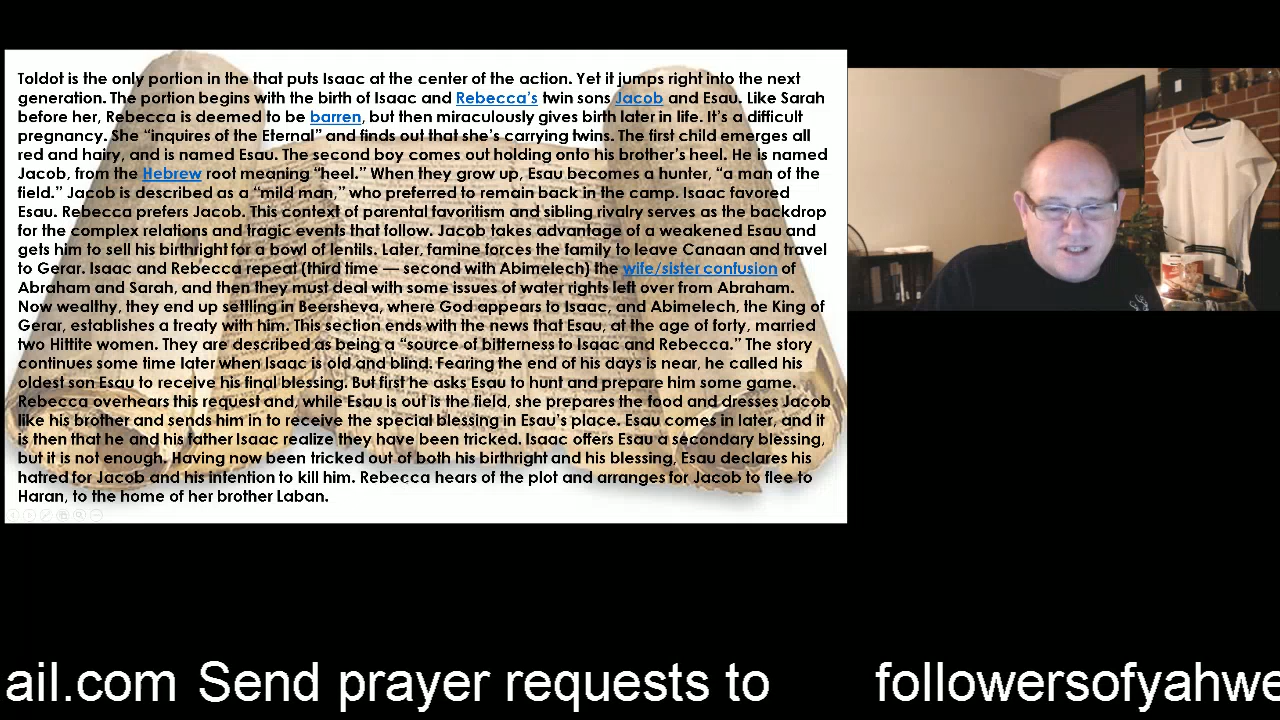 Toldot is the only portion in the that puts Isaac at the center of the action. Yet it jumps right into the next
generation. The portion begins with the birth of Isaac and Rebecca’s twin sons Jacob and Esau. Like Sarah
before her, Rebecca is deemed to be barren, but then miraculously gives birth later in life. It’s a difficult
pregnancy. She “inquires of the Eternal” and finds out that she’s carrying twins. The first child emerges all
red and hairy, and is named Esau. The second boy comes out holding onto his brother’s heel. He is named
Jacob, from the Hebrew root meaning “heel.” When they grow up, Esau becomes a hunter, “a man of the
field.” Jacob is described as a “mild man,” who preferred to remain back in the camp. Isaac favored
Esau. Rebecca prefers Jacob. This context of parental favoritism and sibling rivalry serves as the backdrop
for the complex relations and tragic events that follow. Jacob takes advantage of a weakened Esau and
gets him to sell his birthright for a bowl of lentils. Later, famine forces the family to leave Canaan and travel
to Gerar. Isaac and Rebecca repeat (third time — second with Abimelech) the wife/sister confusion of
Abraham and Sarah, and then they must deal with some issues of water rights left over from Abraham.
Now wealthy, they end up settling in Beersheva, where God appears to Isaac, and Abimelech, the King of
Gerar, establishes a treaty with him. This section ends with the news that Esau, at the age of forty, married
two Hittite women. They are described as being a “source of bitterness to Isaac and Rebecca.” The story
continues some time later when Isaac is old and blind. Fearing the end of his days is near, he called his
oldest son Esau to receive his final blessing. But first he asks Esau to hunt and prepare him some game.
Rebecca overhears this request and, while Esau is out is the field, she prepares the food and dresses Jacob
like his brother and sends him in to receive the special blessing in Esau’s place. Esau comes in later, and it
is then that he and his father Isaac realize they have been tricked. Isaac offers Esau a secondary blessing,
but it is not enough. Having now been tricked out of both his birthright and his blessing, Esau declares his
hatred for Jacob and his intention to kill him. Rebecca hears of the plot and arranges for Jacob to flee to
Haran, to the home of her brother Laban.
ail.com Send prayer requests to followersofyahwe